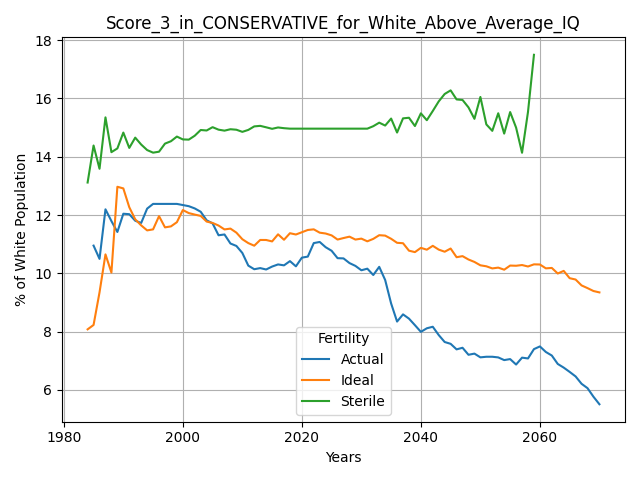 Score_3_in_CONSERVATIVE_for_White_Above_Average_IQ
% of White Population
18
16
14
12
10
8
6
1980
2000
2020
2040
2060
Years
Fertility
Actual
Ideal
Sterile